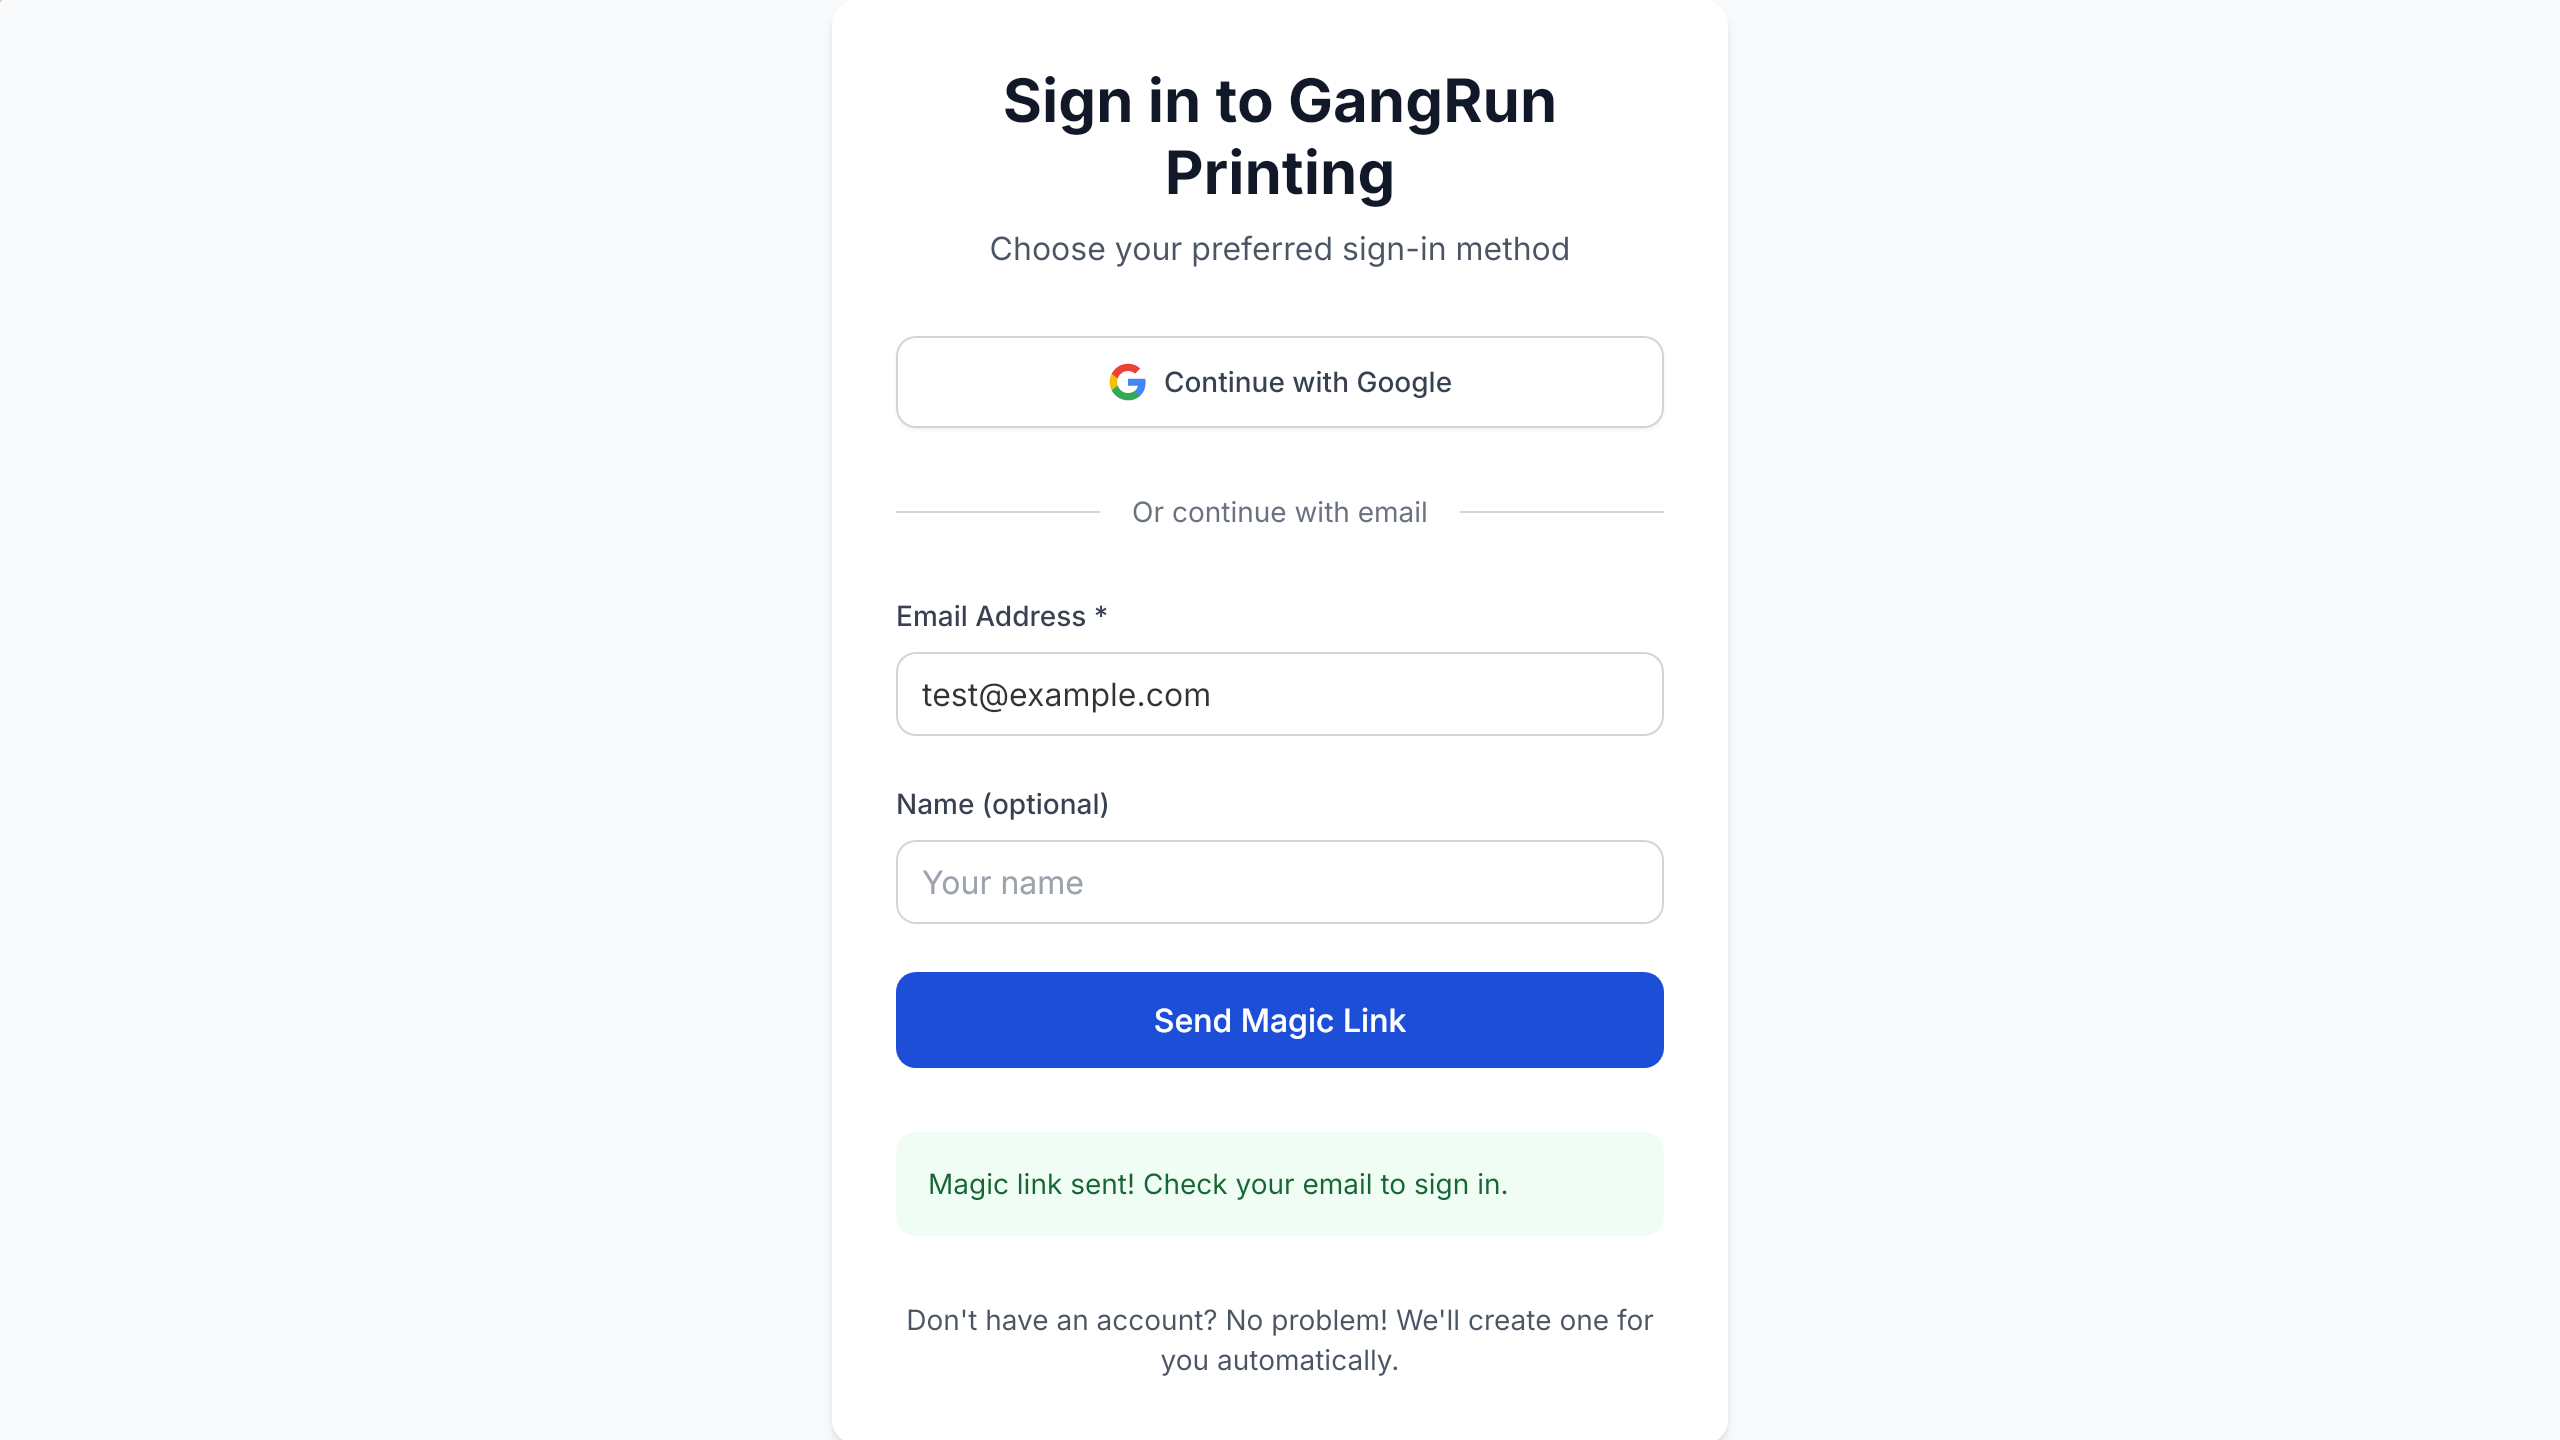 Sign in to GangRun
Printing
Choose your preferred sign-in method
Continue with Google
Or continue with email
Email Address *
test@example.com
Name (optional)
Your name
Send Magic Link
Magic link sent! Check your email to sign in.
Don't have an account? No problem! We'll create one for
you automatically.